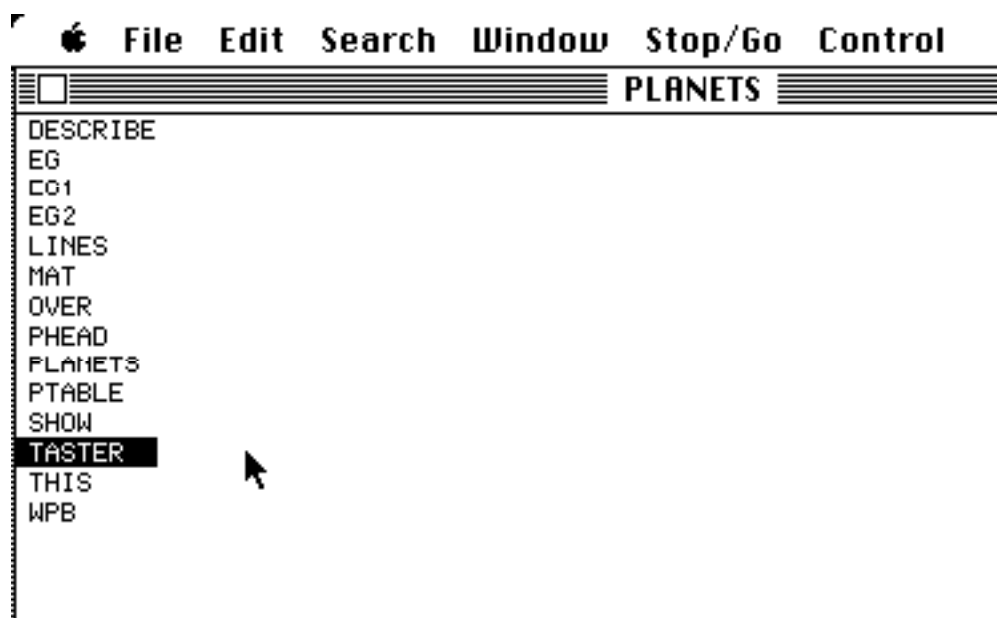 File Edit Search Window Stop/Go Control
PLANETS
DESCRIBE
EG
EG1
EG2
LINES
MAT
OVER
PHEAD
PLANETS
PTABLE
SHOW
TASTER
THIS
WPB